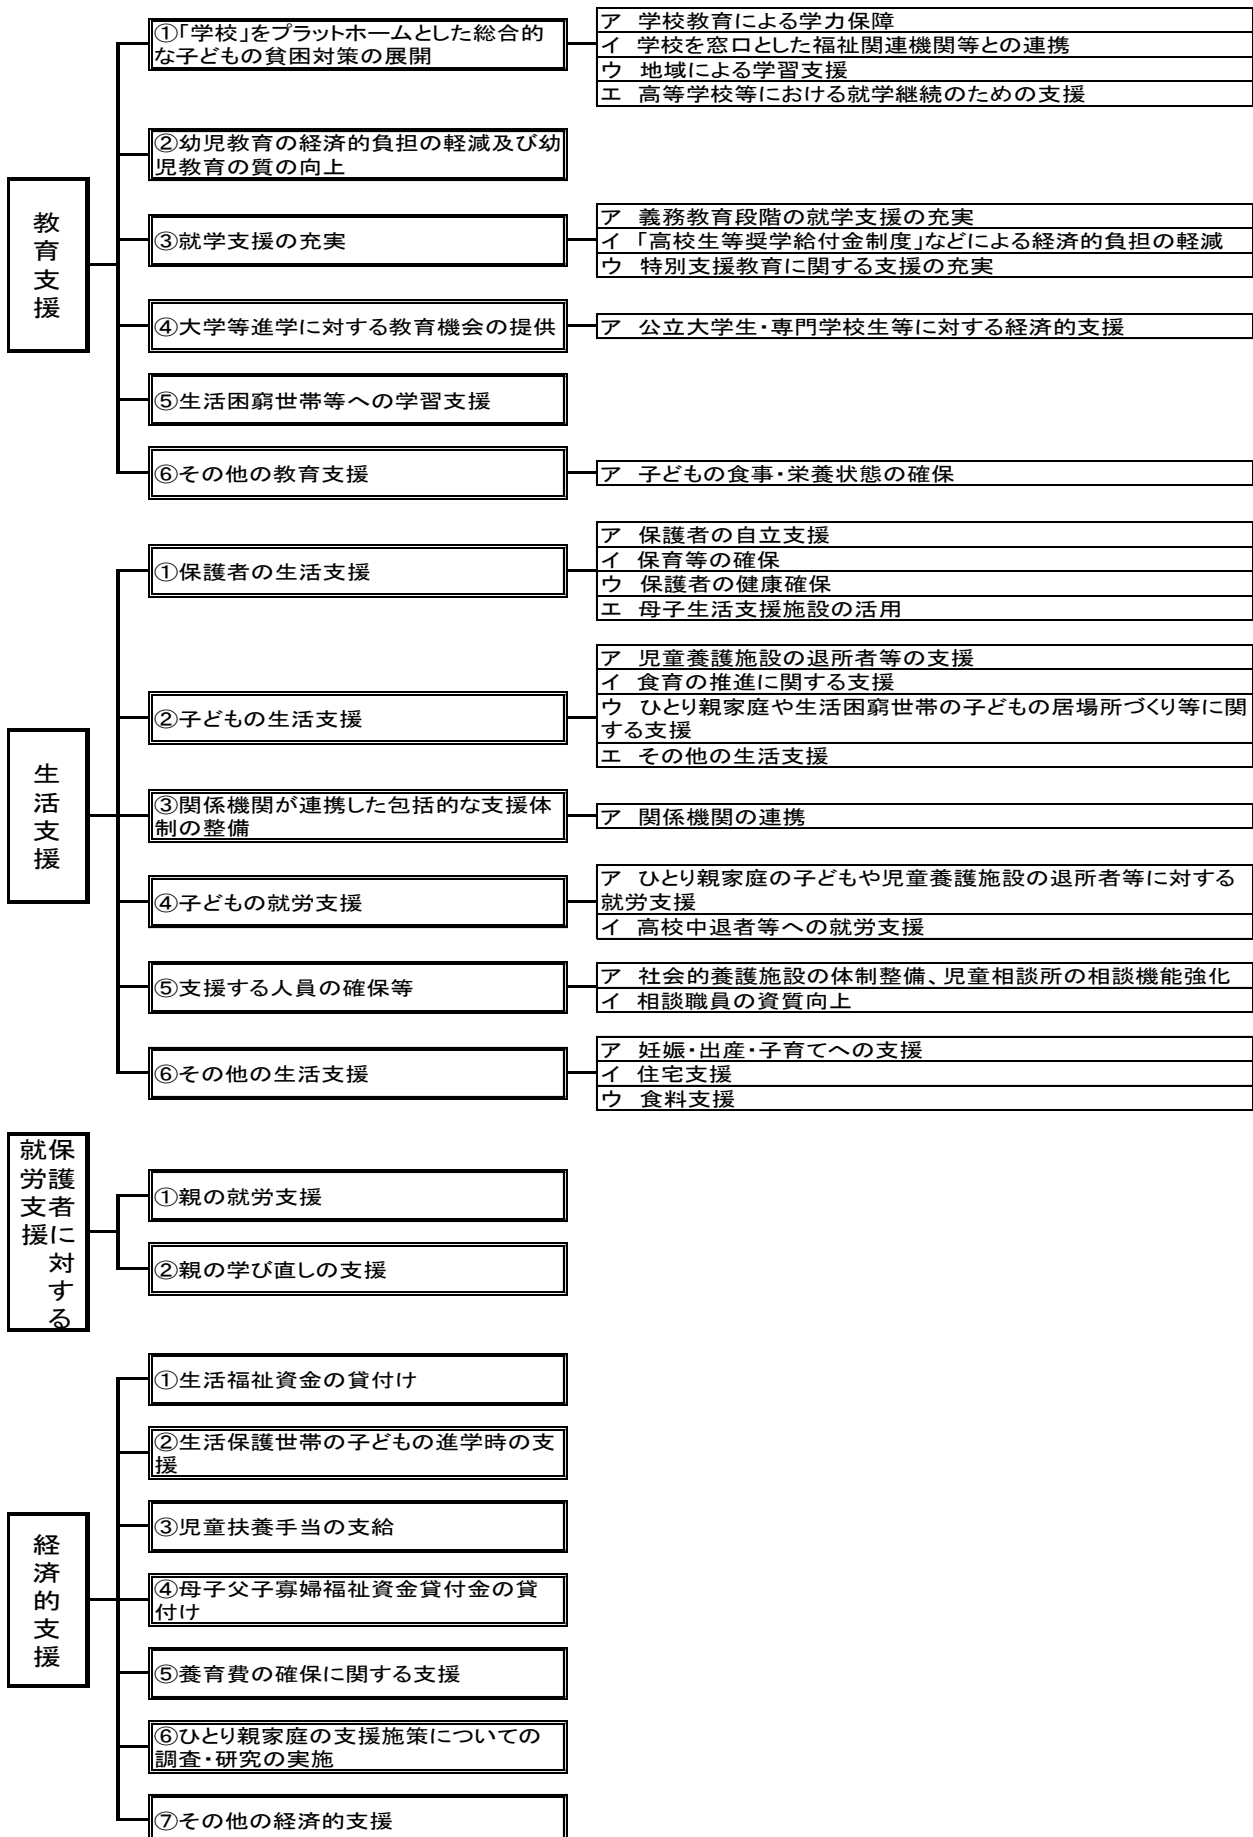 教育支援
①「学校」をプラットホームとした総合的
な子どもの貧困対策の展開
ア 学校教育による学力保障
イ 学校を窓口とした福祉関連機関等との連携
ウ 地域による学習支援
エ 高等学校等における就学継続のための支援
②幼児教育の経済的負担の軽減及び幼
児教育の質の向上
③就学支援の充実
ア 義務教育段階の就学支援の充実
イ 「高校生等奨学給付金制度」などによる経済的負担の軽減
ウ 特別支援教育に関する支援の充実
④大学等進学に対する教育機会の提供
ア 公立大学生・専門学校生等に対する経済的支援
⑤生活困窮世帯等への学習支援
⑥その他の教育支援
ア 子どもの食事・栄養状態の確保
生活支援
①保護者の生活支援
ア 保護者の自立支援
イ 保育等の確保
ウ 保護者の健康確保
エ 母子生活支援施設の活用
②子どもの生活支援
ア 児童養護施設の退所者等の支援
イ 食育の推進に関する支援
ウ ひとり親家庭や生活困窮世帯の子どもの居場所づくり等に関
する支援
エ その他の生活支援
③関係機関が連携した包括的な支援体
制の整備
ア 関係機関の連携
④子どもの就労支援
ア ひとり親家庭の子どもや児童養護施設の退所者等に対する
就労支援
イ 高校中退者等への就労支援
⑤支援する人員の確保等
ア 社会的養護施設の体制整備、児童相談所の相談機能強化
イ 相談職員の資質向上
⑥その他の生活支援
ア 妊娠・出産・子育てへの支援
イ 住宅支援
ウ 食料支援
保護者に対する
就労支援
①親の就労支援
②親の学び直しの支援
経済的支援
①生活福祉資金の貸付け
②生活保護世帯の子どもの進学時の支
援
③児童扶養手当の支給
④母子父子寡婦福祉資金貸付金の貸
付け
⑤養育費の確保に関する支援
⑥ひとり親家庭の支援施策についての
調査・研究の実施
⑦その他の経済的支援